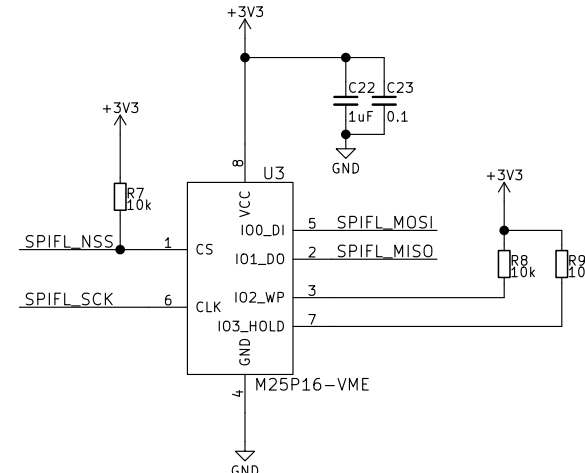 +3V3
C22
C23
1uF
0.1
GND
+3V3
R7
10k
8
VCC
U3
+3V3
SPIFL_NSS
1
CS
IO0_DI
5
SPIFL_MOSI
IO1_DO
2
SPIFL_MISO
R8
10k
R9
10
SPIFL_SCK
6
CLK
IO2_WP
3
IO3_HOLD
7
GND
4
M25P16-VME
GND